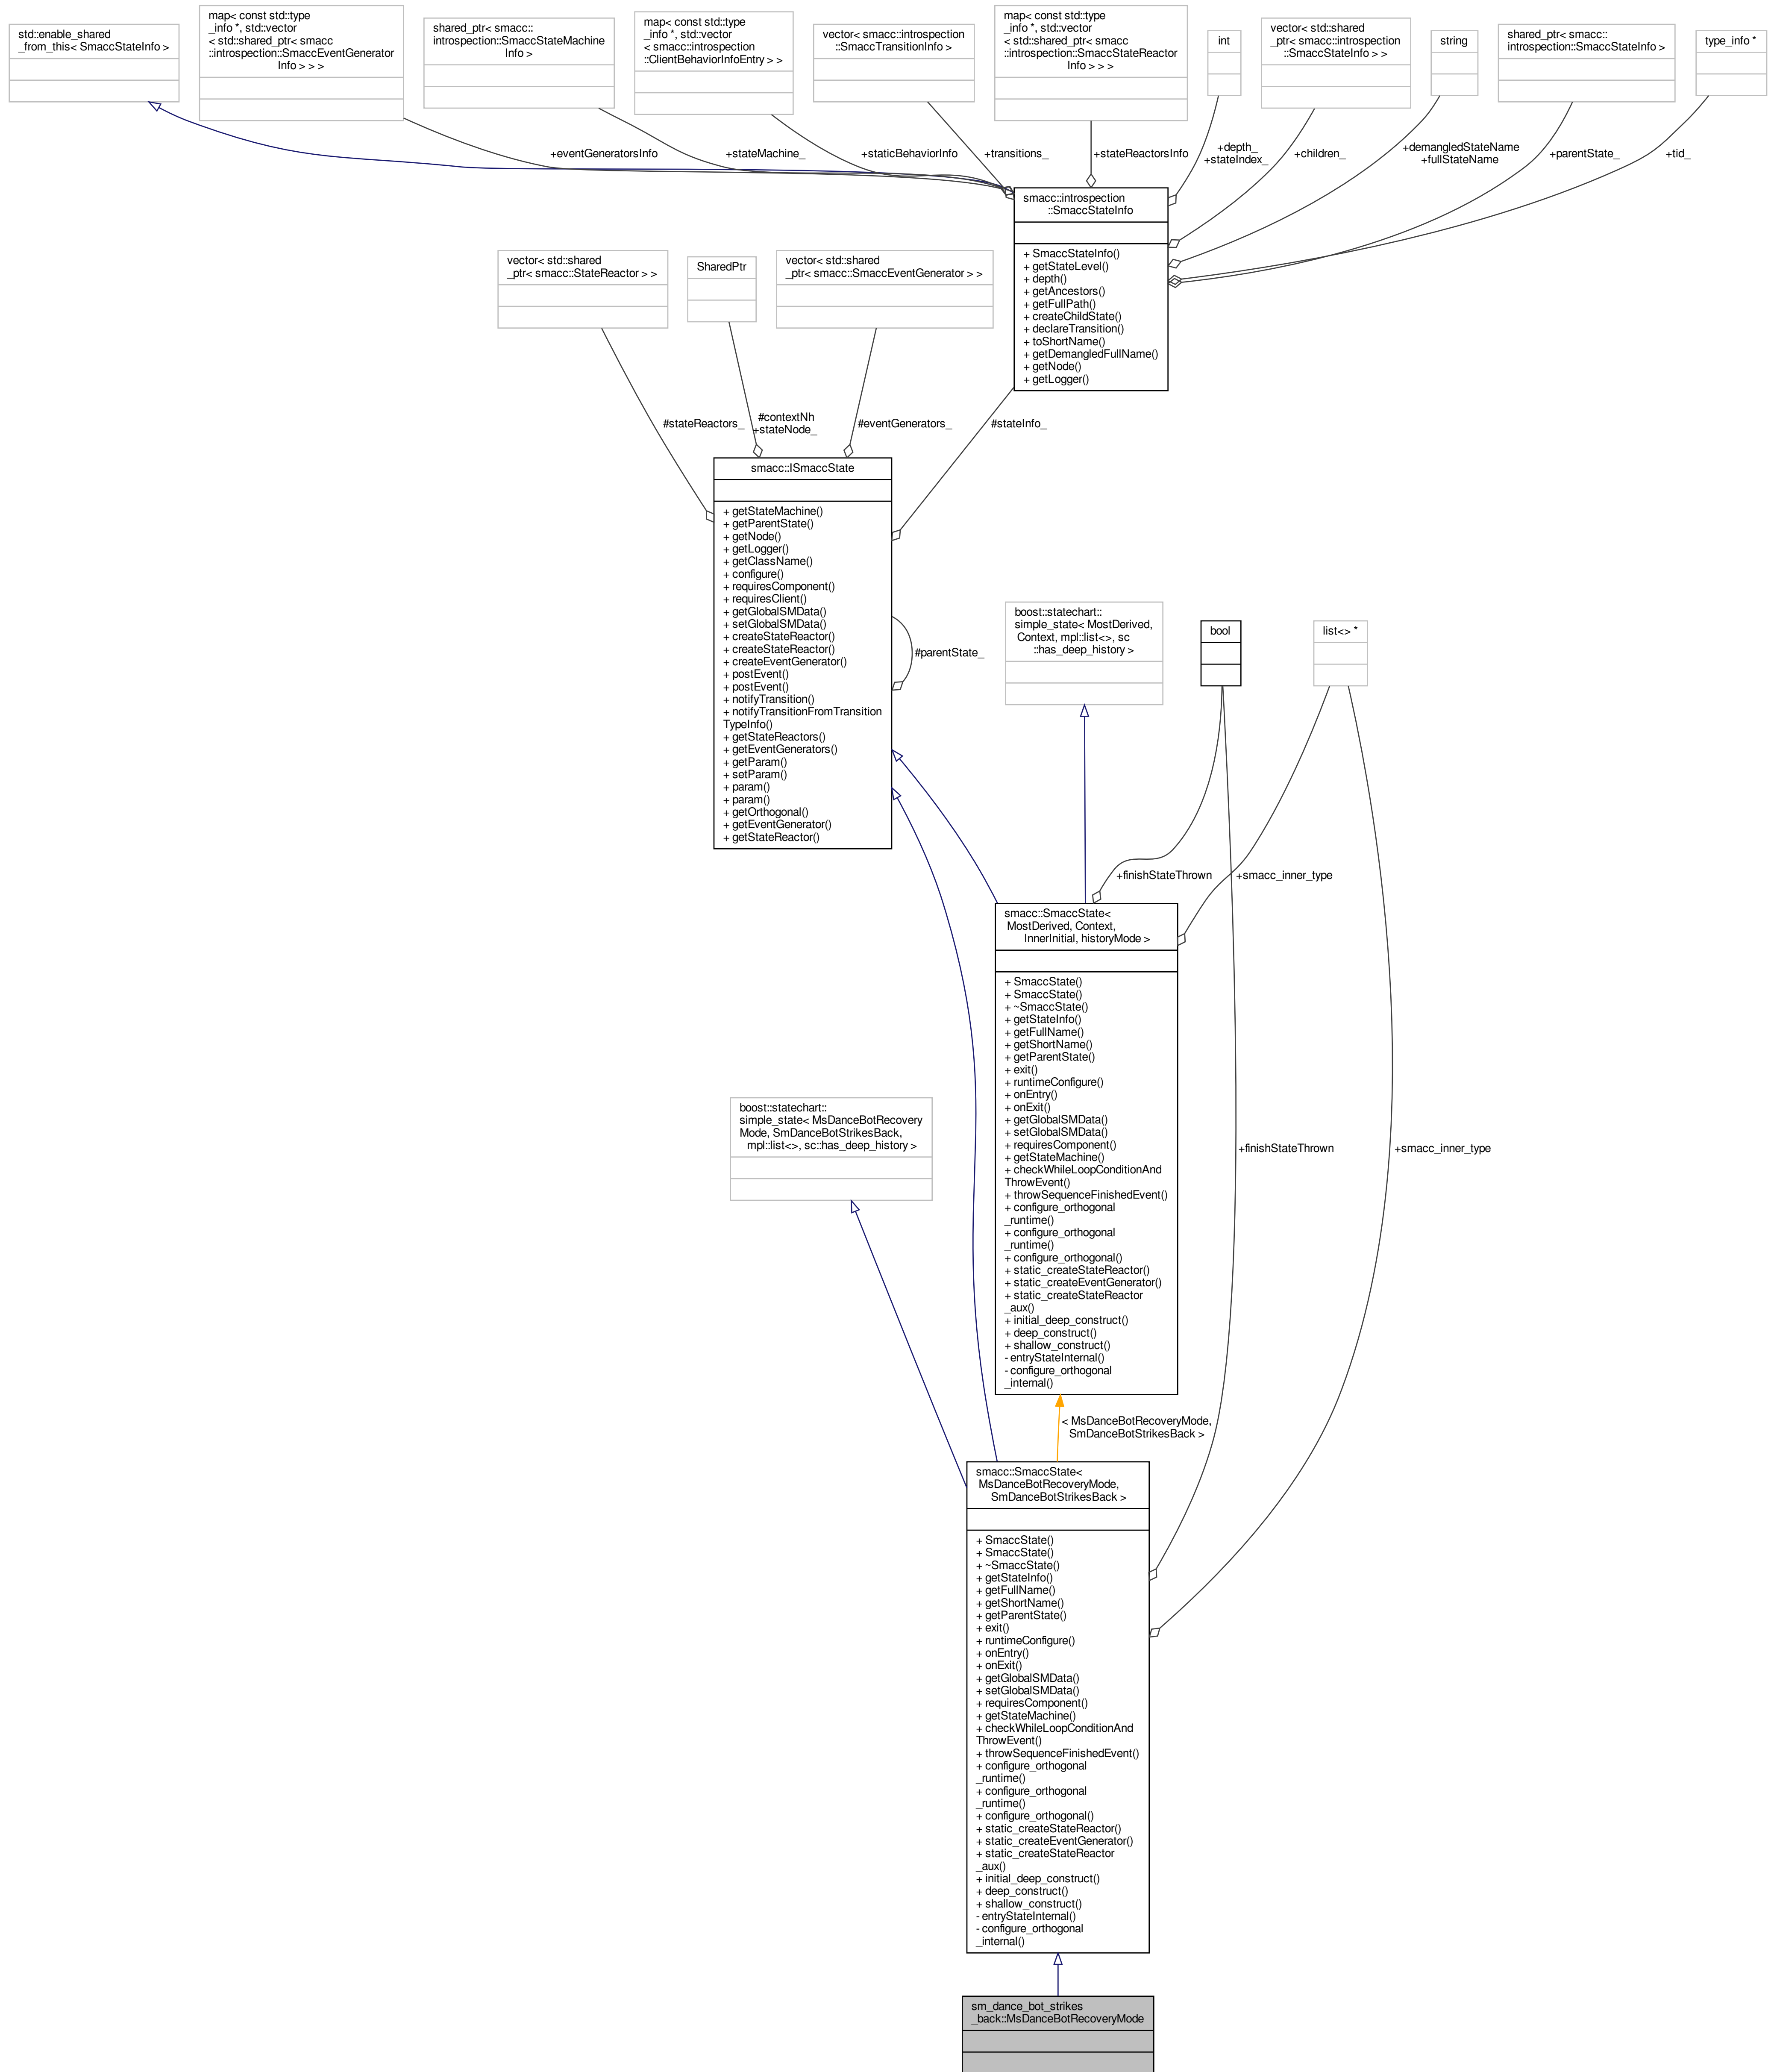 std::enable_shared
_from_this< SmaccStateInfo >
map< const std::type
_info *, std::vector
< std::shared_ptr< smacc
::introspection::SmaccEventGenerator
Info > > >
shared_ptr< smacc::
introspection::SmaccStateMachine
Info >
map< const std::type
_info *, std::vector
< smacc::introspection
::ClientBehaviorInfoEntry > >
vector< smacc::introspection
::SmaccTransitionInfo >
map< const std::type
_info *, std::vector
< std::shared_ptr< smacc
::introspection::SmaccStateReactor
Info > > >
int
vector< std::shared
_ptr< smacc::introspection
::SmaccStateInfo > >
string
shared_ptr< smacc::
introspection::SmaccStateInfo >
type_info *
+eventGeneratorsInfo
+stateMachine_
+staticBehaviorInfo
+transitions_
+stateReactorsInfo
+depth_
+stateIndex_
+children_
+demangledStateName
+fullStateName
+parentState_
+tid_
smacc::introspection
::SmaccStateInfo
+ SmaccStateInfo()
+ getStateLevel()
+ depth()
+ getAncestors()
+ getFullPath()
+ createChildState()
+ declareTransition()
+ toShortName()
+ getDemangledFullName()
+ getNode()
+ getLogger()
vector< std::shared
_ptr< smacc::StateReactor > >
SharedPtr
vector< std::shared
_ptr< smacc::SmaccEventGenerator > >
#stateReactors_
#contextNh
+stateNode_
#eventGenerators_
#stateInfo_
smacc::ISmaccState
+ getStateMachine()
+ getParentState()
+ getNode()
+ getLogger()
+ getClassName()
+ configure()
+ requiresComponent()
+ requiresClient()
+ getGlobalSMData()
+ setGlobalSMData()
+ createStateReactor()
+ createStateReactor()
+ createEventGenerator()
+ postEvent()
+ postEvent()
+ notifyTransition()
+ notifyTransitionFromTransition
TypeInfo()
+ getStateReactors()
+ getEventGenerators()
+ getParam()
+ setParam()
+ param()
+ param()
+ getOrthogonal()
+ getEventGenerator()
+ getStateReactor()
#parentState_
boost::statechart::
simple_state< MostDerived,
Context, mpl::list<>, sc
::has_deep_history >
bool
list<> *
+finishStateThrown
+smacc_inner_type
smacc::SmaccState<
MostDerived, Context,
InnerInitial, historyMode >
+ SmaccState()
+ SmaccState()
+ ~SmaccState()
+ getStateInfo()
+ getFullName()
+ getShortName()
+ getParentState()
+ exit()
+ runtimeConfigure()
+ onEntry()
+ onExit()
+ getGlobalSMData()
+ setGlobalSMData()
+ requiresComponent()
+ getStateMachine()
+ checkWhileLoopConditionAnd
ThrowEvent()
+ throwSequenceFinishedEvent()
+ configure_orthogonal
_runtime()
+ configure_orthogonal
_runtime()
+ configure_orthogonal()
+ static_createStateReactor()
+ static_createEventGenerator()
+ static_createStateReactor
_aux()
+ initial_deep_construct()
+ deep_construct()
+ shallow_construct()
- entryStateInternal()
- configure_orthogonal
_internal()
boost::statechart::
simple_state< MsDanceBotRecovery
Mode, SmDanceBotStrikesBack,
mpl::list<>, sc::has_deep_history >
+finishStateThrown
+smacc_inner_type
< MsDanceBotRecoveryMode,
SmDanceBotStrikesBack >
smacc::SmaccState<
MsDanceBotRecoveryMode,
SmDanceBotStrikesBack >
+ SmaccState()
+ SmaccState()
+ ~SmaccState()
+ getStateInfo()
+ getFullName()
+ getShortName()
+ getParentState()
+ exit()
+ runtimeConfigure()
+ onEntry()
+ onExit()
+ getGlobalSMData()
+ setGlobalSMData()
+ requiresComponent()
+ getStateMachine()
+ checkWhileLoopConditionAnd
ThrowEvent()
+ throwSequenceFinishedEvent()
+ configure_orthogonal
_runtime()
+ configure_orthogonal
_runtime()
+ configure_orthogonal()
+ static_createStateReactor()
+ static_createEventGenerator()
+ static_createStateReactor
_aux()
+ initial_deep_construct()
+ deep_construct()
+ shallow_construct()
- entryStateInternal()
- configure_orthogonal
_internal()
sm_dance_bot_strikes
_back::MsDanceBotRecoveryMode